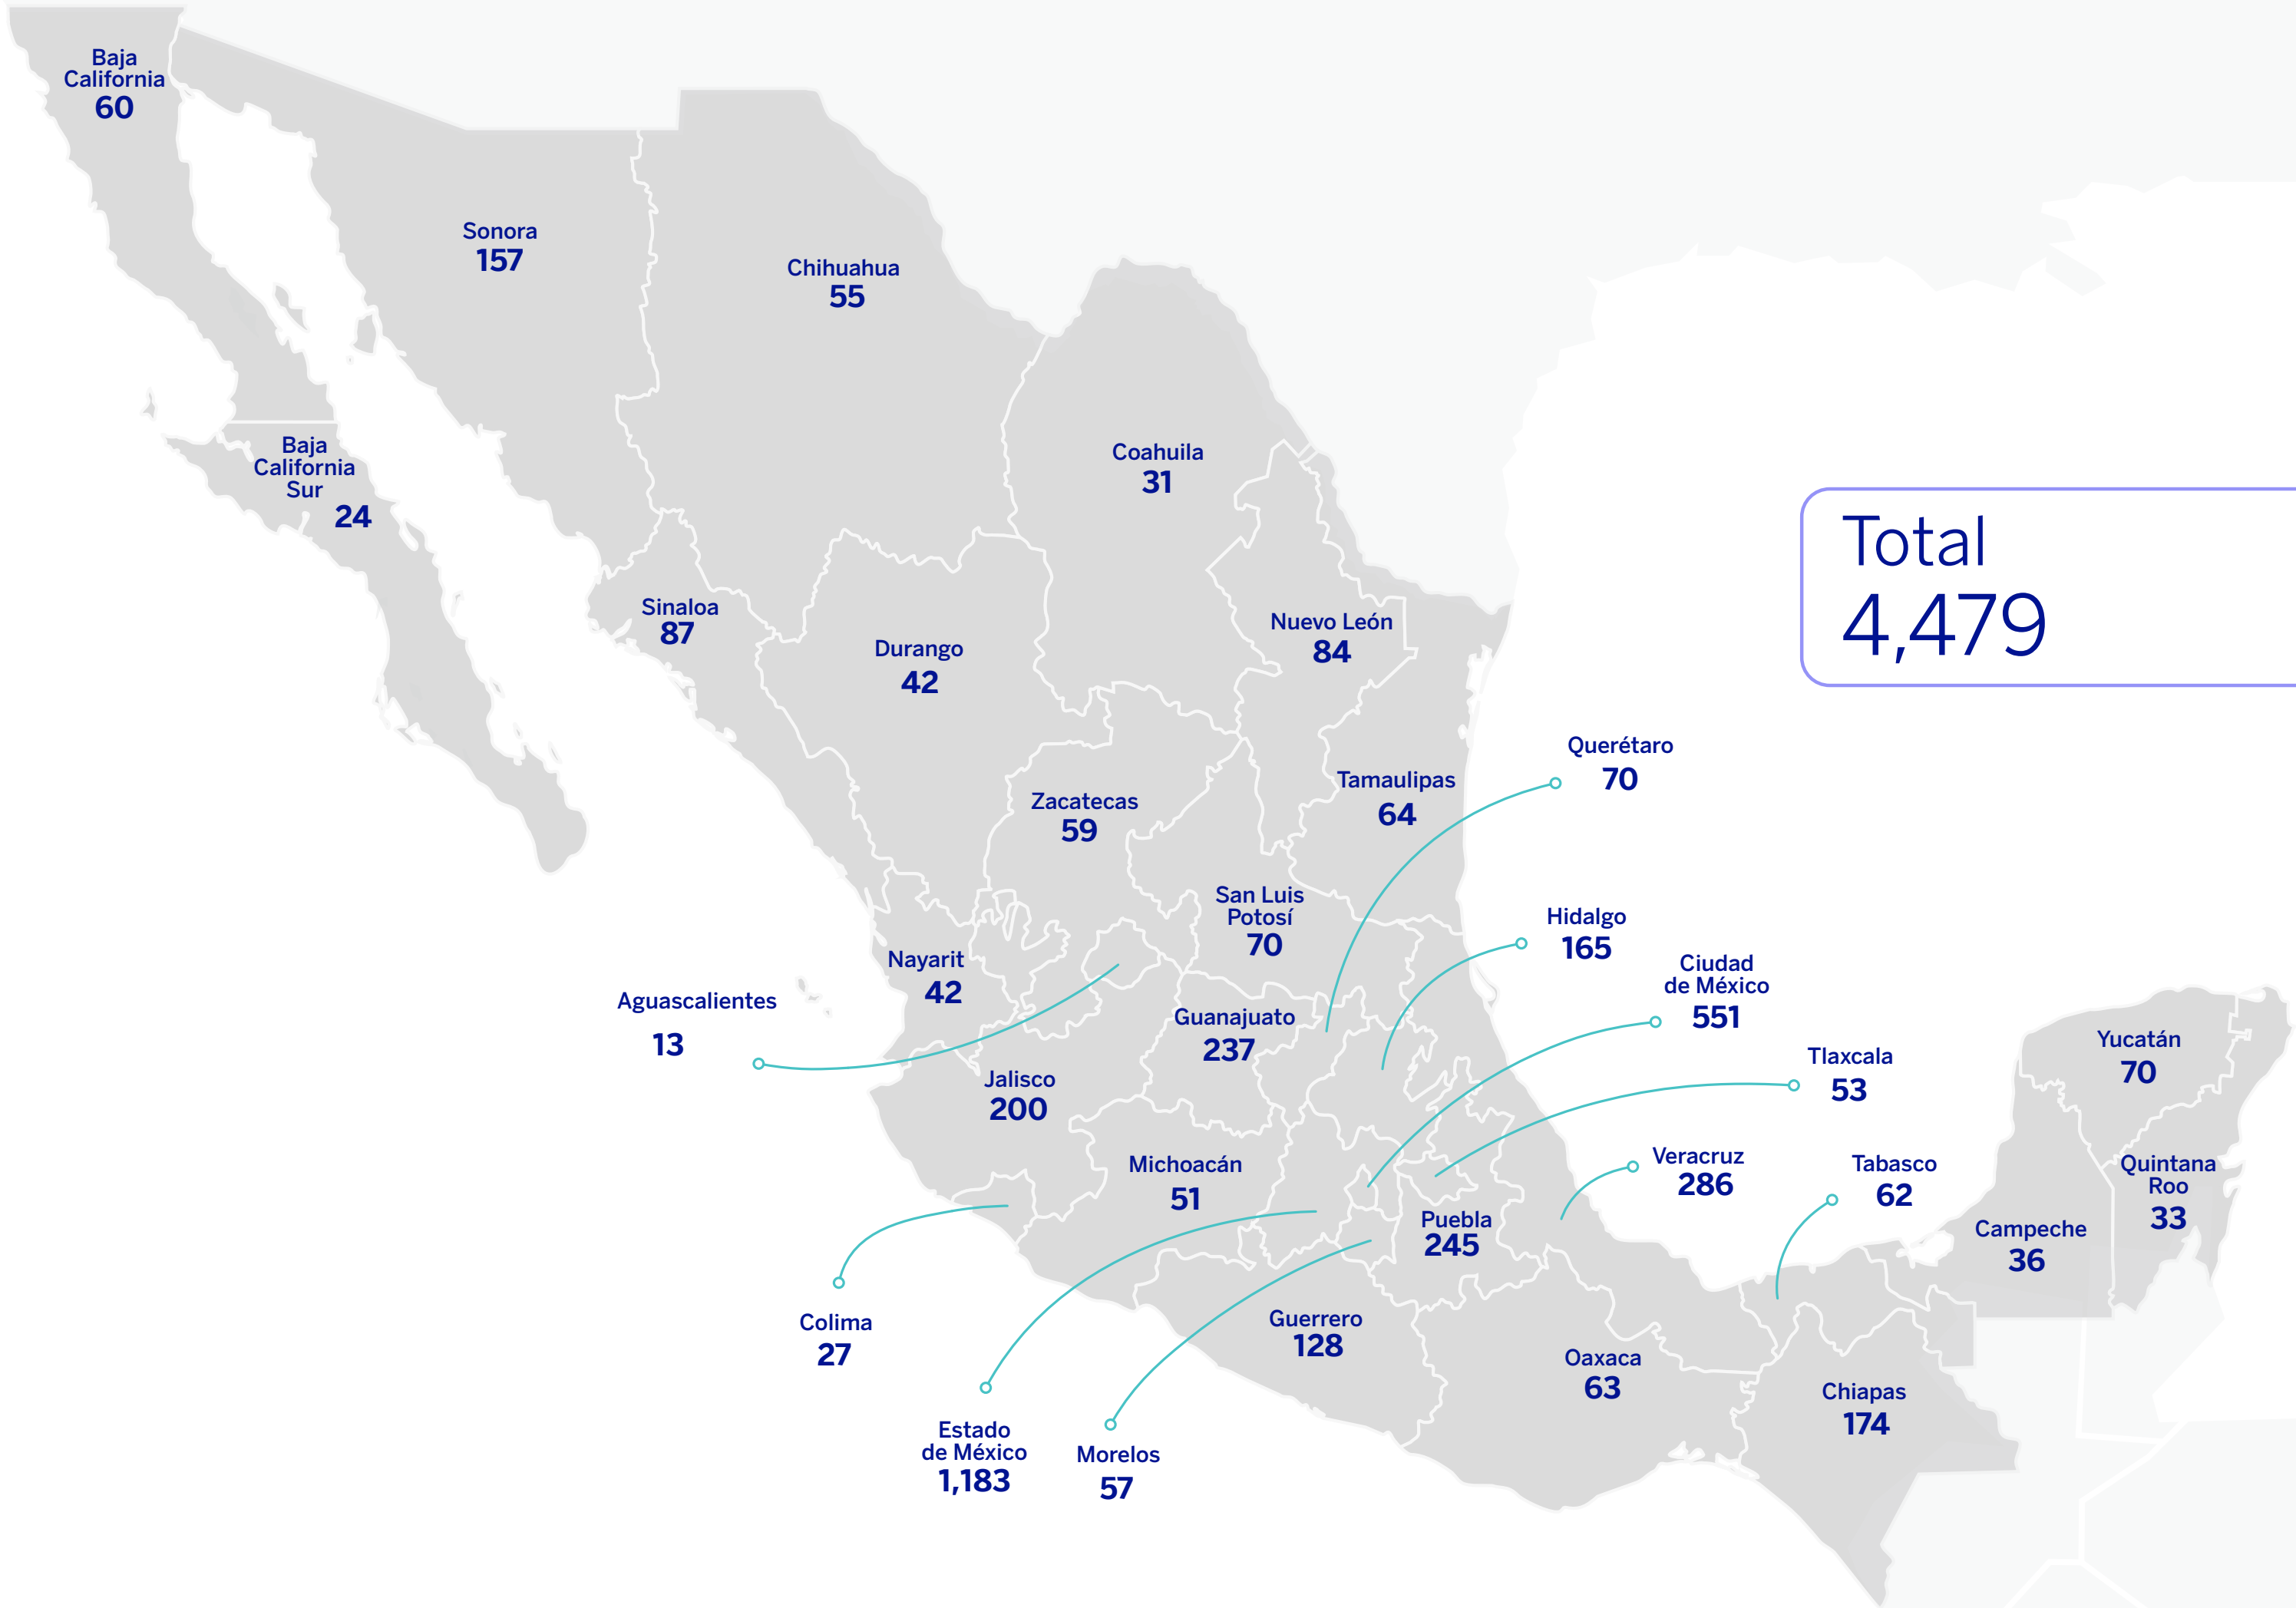 Baja
California
60
Sonora
157
Chihuahua
55
Coahuila
31
Baja
California
Sur
24
Total
4,479
Sinaloa
87
Nuevo León
84
Durango
42
Querétaro
70
Tamaulipas
64
Zacatecas
59
San Luis
Potosí
70
Hidalgo
165
Nayarit
42
Ciudad
de México
551
Aguascalientes
13
Guanajuato
237
Yucatán
70
Tlaxcala
53
Jalisco
200
Michoacán
51
Veracruz
286
Tabasco
62
Quintana
Roo
33
Puebla
245
Campeche
36
Colima
27
Guerrero
128
Oaxaca
63
Chiapas
174
Estado
de México
1,183
Morelos
57